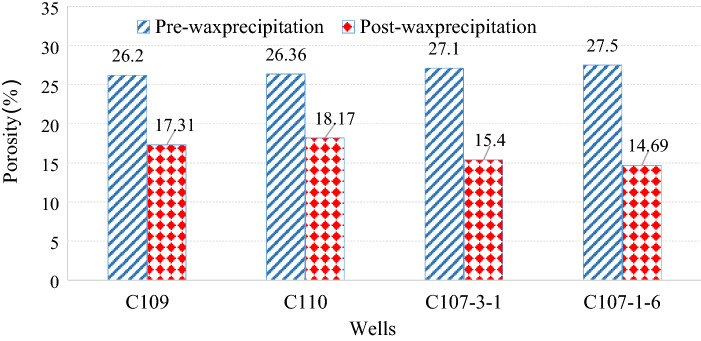 35
Pre-waxprecipitation Post-waxprecipitation
30
25
20
15
10
5
0
Porosity(%)
26.2 17.31 26.36 18.17 27.1 15.4 27.5 14.69
C109 C110 C107-3-1 C107-1-6
Wells